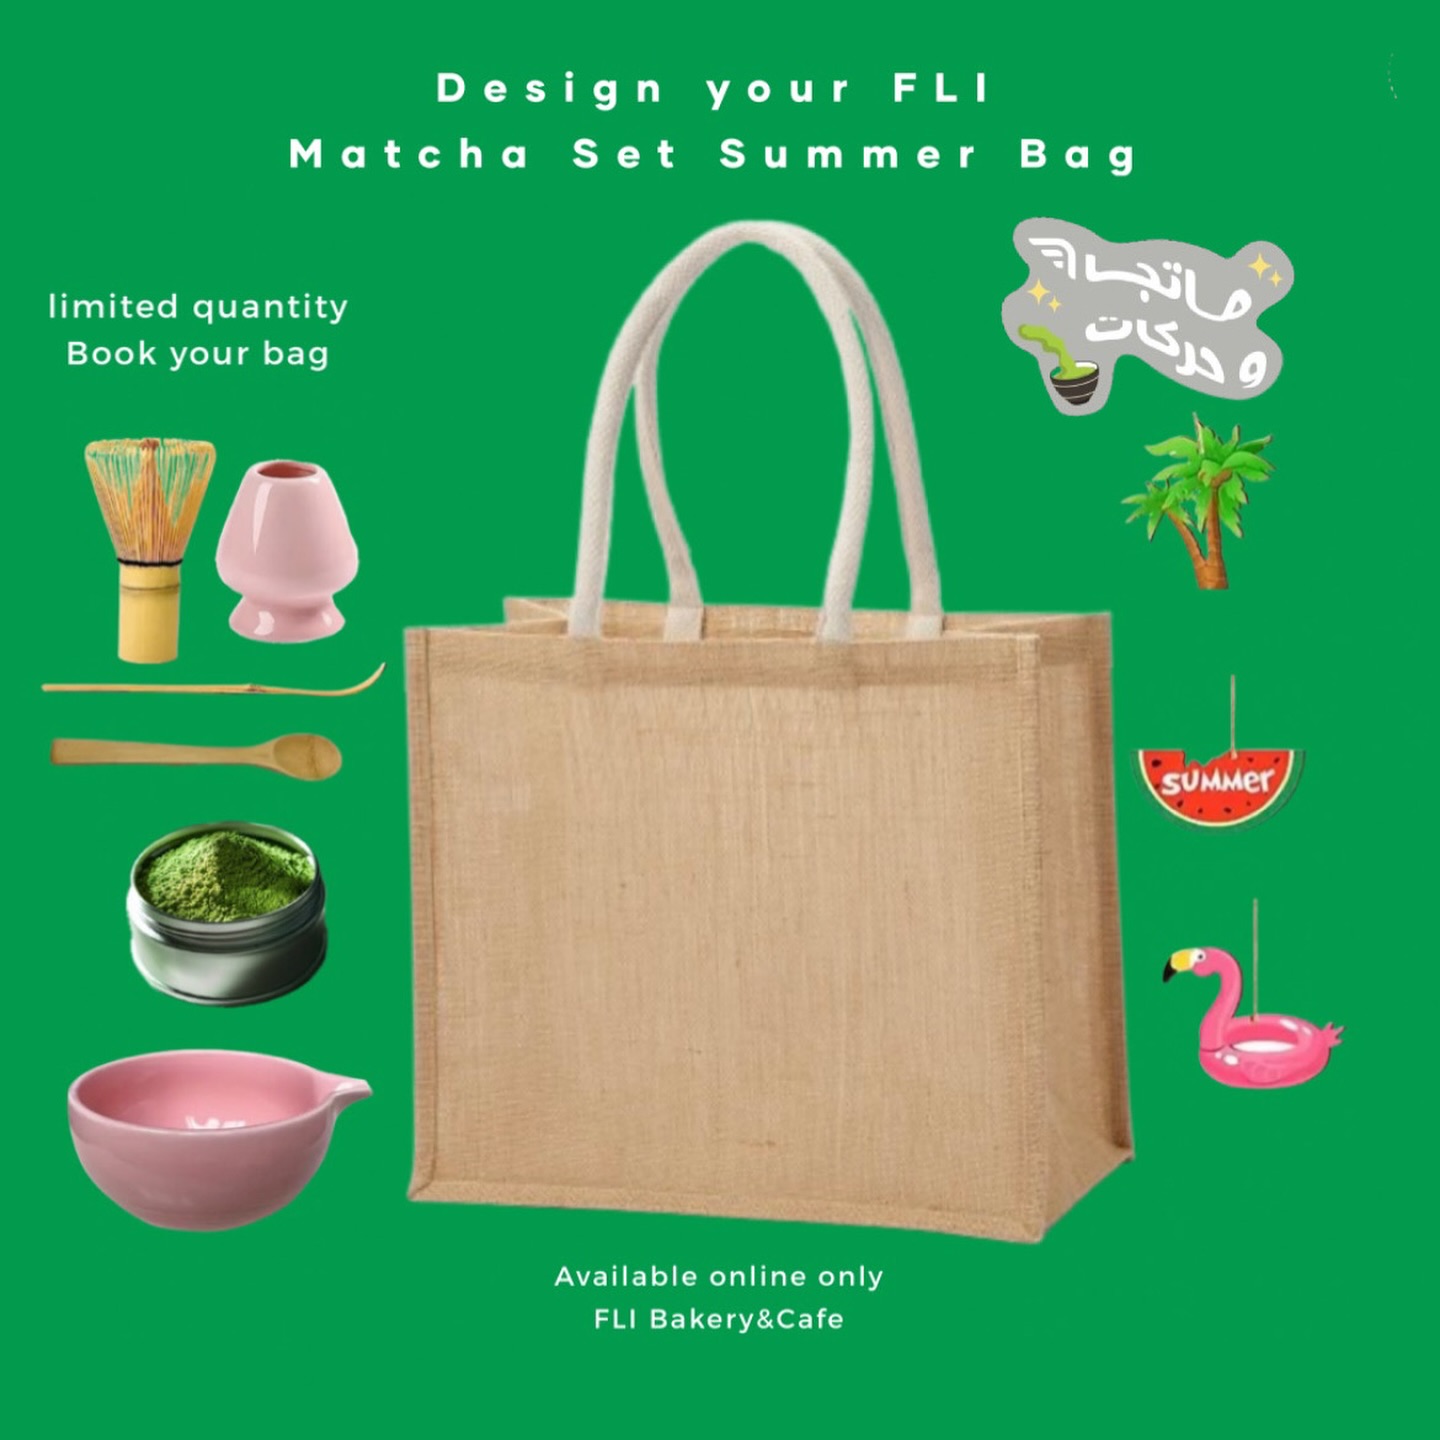 Design your FLI
Matcha Set Summer Bag
limited quantity
Book your bag
ماتجا
و حركات
SUMMER
Available online only
FLI Bakery&Cafe